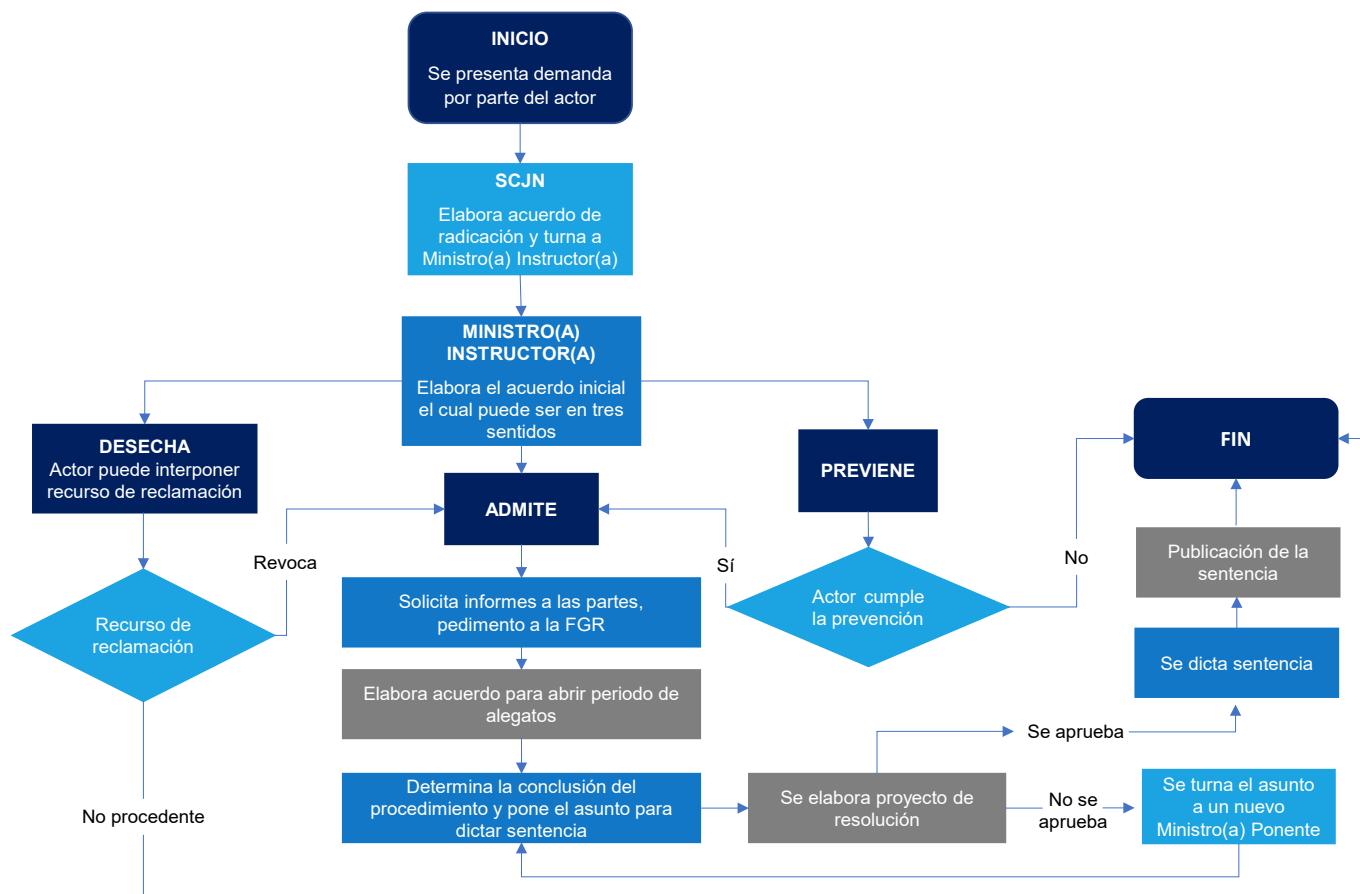 INICIO
Se presenta demanda
por parte del actor
SCJN
Elabora acuerdo de
radicación y turna a
Ministro(a) Instructor(a)
MINISTRO(A)
INSTRUCTOR(A)
Elabora el acuerdo inicial
el cual puede ser en tres
sentidos
DESECHA
Actor puede interponer
recurso de reclamación
ADMITE
PREVIENE
FIN
Revoca
Sí
No
Recurso de
reclamación
Solicita informes a las partes,
pedimento a la FGR
Actor cumple
la prevención
Publicación de la
sentencia
Elabora acuerdo para abrir periodo de
alegatos
Se dicta sentencia
Se aprueba
No procedente
Determina la conclusión del
procedimiento y pone el asunto para
dictar sentencia
Se elabora proyecto de
resolución
No se
aprueba
Se turna el asunto
a un nuevo
Ministro(a) Ponente